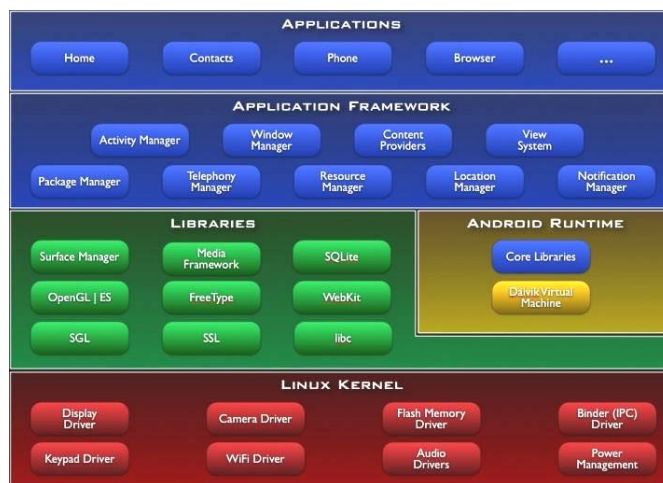 APPLICATIONS
Home
Contacts
Phone
Browser
...
APPLICATION FRAMEWORK
Activity Manager
Window
Manager
Content
Providers
View
System
Package Manager
Telephony
Manager
Resource
Manager
Location
Manager
Notification
Manager
LIBRARIES
Surface Manager
Media
Framework
SQLite
OpenGL | ES
FreeType
WebKit
SGL
SSL
libc
ANDROID RUNTIME
Core Libraries
Dalvik Virtual
Machine
LINUX KERNEL
Display
Driver
Camera Driver
Flash Memory
Driver
Binder (IPC)
Driver
Keypad Driver
WiFi Driver
Audio
Drivers
Power
Management